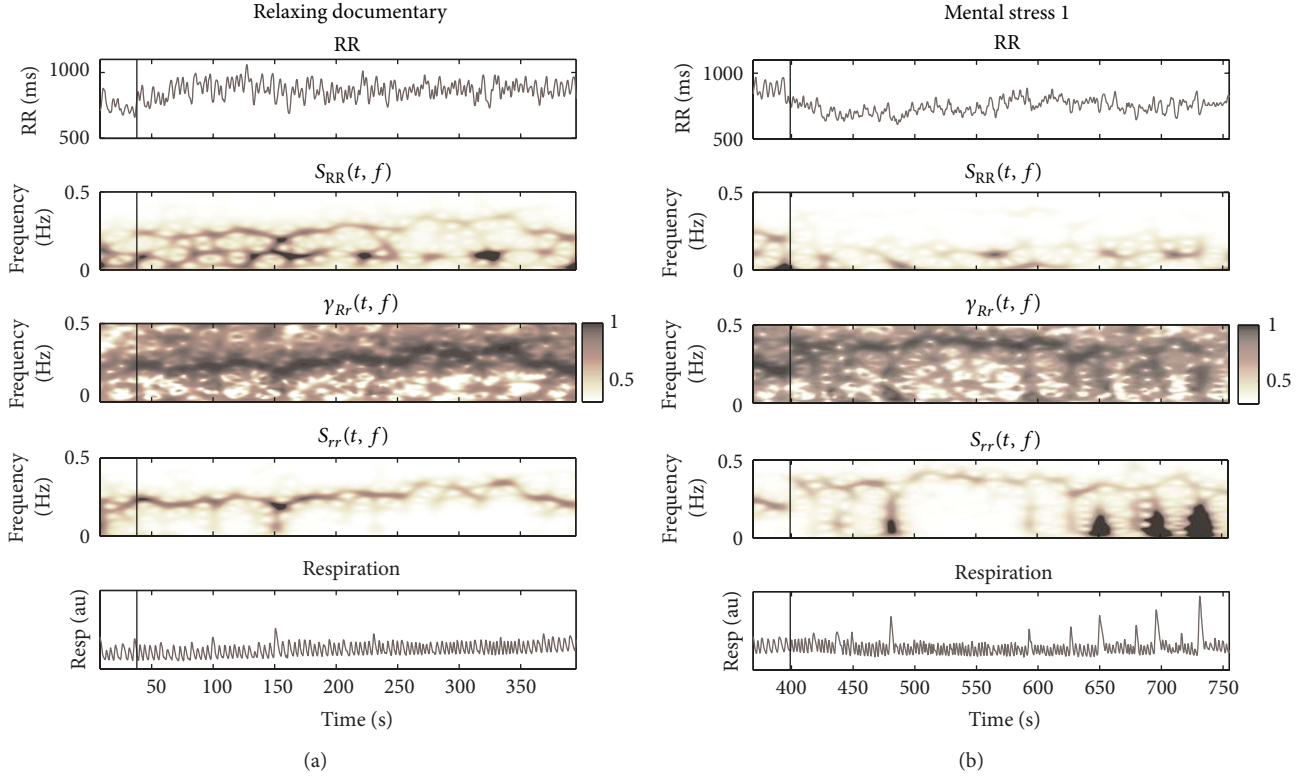 Relaxing documentary
RR
RR (ms)
1000
500
S_RR(t, f)
Frequency
(Hz)
0.5
0
γ_Rr(t, f)
Frequency
(Hz)
0.5
0
1
0.5
S_rr(t, f)
Frequency
(Hz)
0.5
0
Respiration
Resp (au)
50 100 150 200 250 300 350
Time (s)
(a)
Mental stress 1
RR
RR (ms)
1000
500
S_RR(t, f)
Frequency
(Hz)
0.5
0
γ_Rr(t, f)
Frequency
(Hz)
0.5
0
1
0.5
S_rr(t, f)
Frequency
(Hz)
0.5
0
Respiration
Resp (au)
400 450 500 550 600 650 700 750
Time (s)
(b)